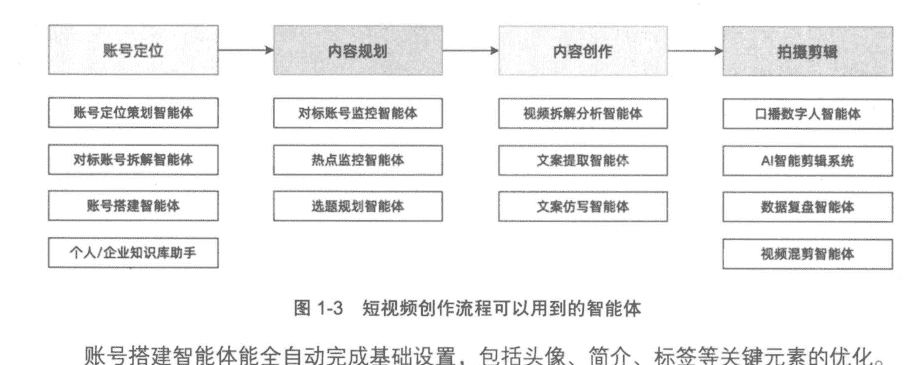 账号定位 内容规划 内容创作 拍摄剪辑
账号定位策划智能体 对标账号监控智能体 视频拆解分析智能体 口播数字人智能体
对标账号拆解智能体 热点监控智能体 文案提取智能体 AI智能剪辑系统
账号搭建智能体 选题规划智能体 文案仿写智能体 数据复盘智能体
个人/企业知识库助手 视频混剪智能体
图 1-3 短视频创作流程可以用到的智能体
账号搭建智能体能全自动完成基础设置，包括头像、简介、标签等关键元素的优化。